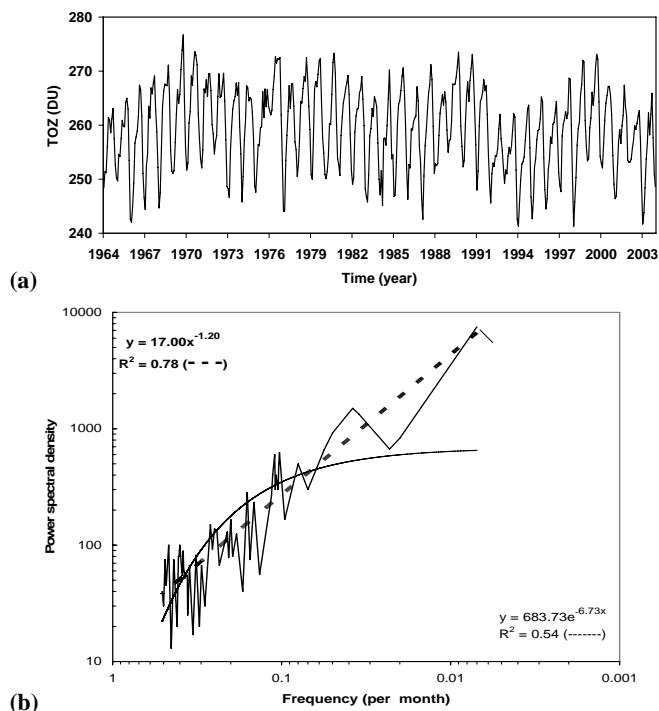 280
270
260
250
240
TOZ (DU)
1964 1967 1970 1973 1976 1979 1982 1985 1988 1991 1994 1997 2000 2003
Time (year)
(a)
10000
1000
100
10
Power spectral density
y = 17.00x^-1.20
R^2 = 0.78 (- - -)
y = 683.73e^-6.73x
R^2 = 0.54 (-------)
1 0.1 0.01 0.001
Frequency (per month)
(b)